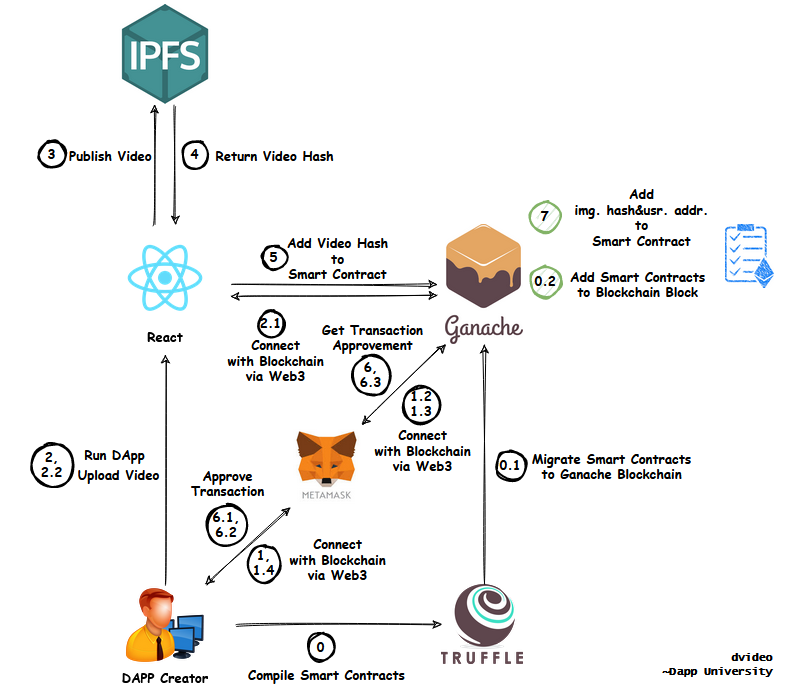 IPFS
3
Publish Video
4
Return Video Hash
7
Add
img. hash&usr. addr.
to
Smart Contract
0.2
Add Smart Contracts
to Blockchain Block
5
Add Video Hash
to
Smart Contract
React
Ganache
2.1
Connect
with Blockchain
via Web3
Get Transaction
Approvement
6,
6.3
1.2
1.3
Connect
with Blockchain
via Web3
METAMASK
2,
2.2
Run DApp
Upload Video
Approve
Transaction
6.1,
6.2
1,
1.4
Connect
with Blockchain
via Web3
0.1
Migrate Smart Contracts
to Ganache Blockchain
DAPP Creator
0
Compile Smart Contracts
TRUFFLE
dvideo
~Dapp University